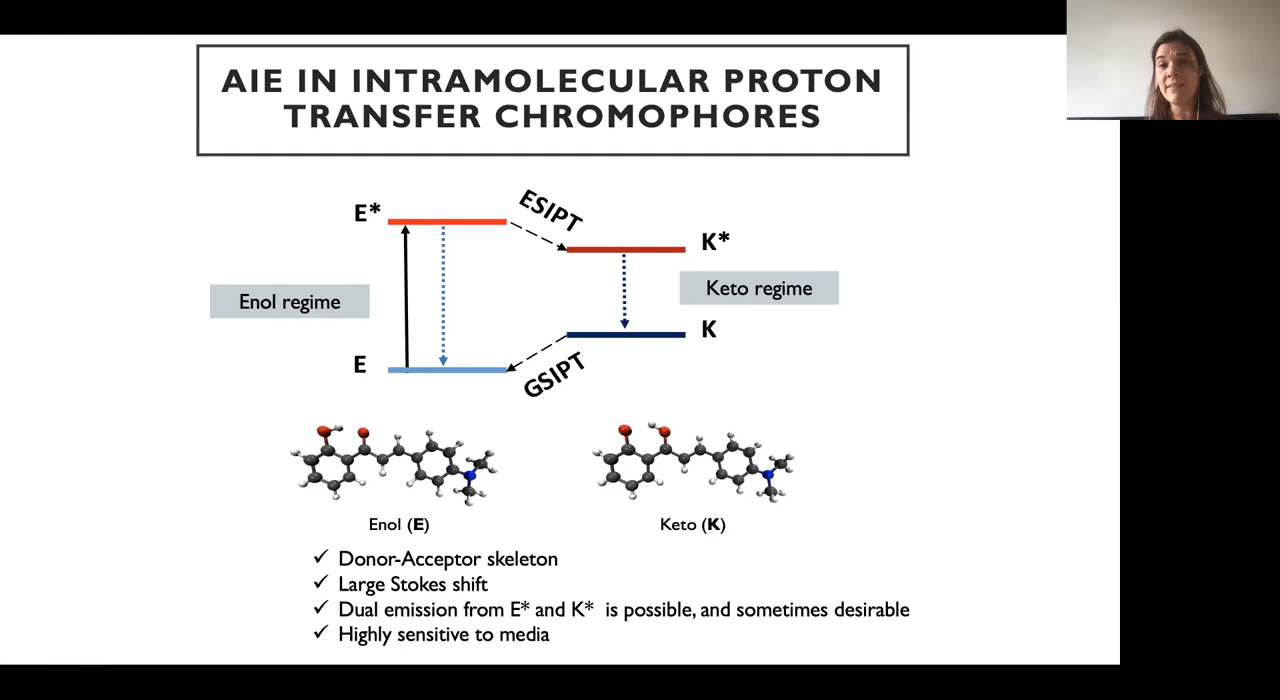 AIE IN INTRAMOLECULAR PROTON
TRANSFER CHROMOPHORES
E*
ESIPT
K*
Enol regime
Keto regime
K
E
GSIPT
Enol (E)
Keto (K)
✓ Donor-Acceptor skeleton
✓ Large Stokes shift
✓ Dual emission from E* and K* is possible, and sometimes desirable
✓ Highly sensitive to media